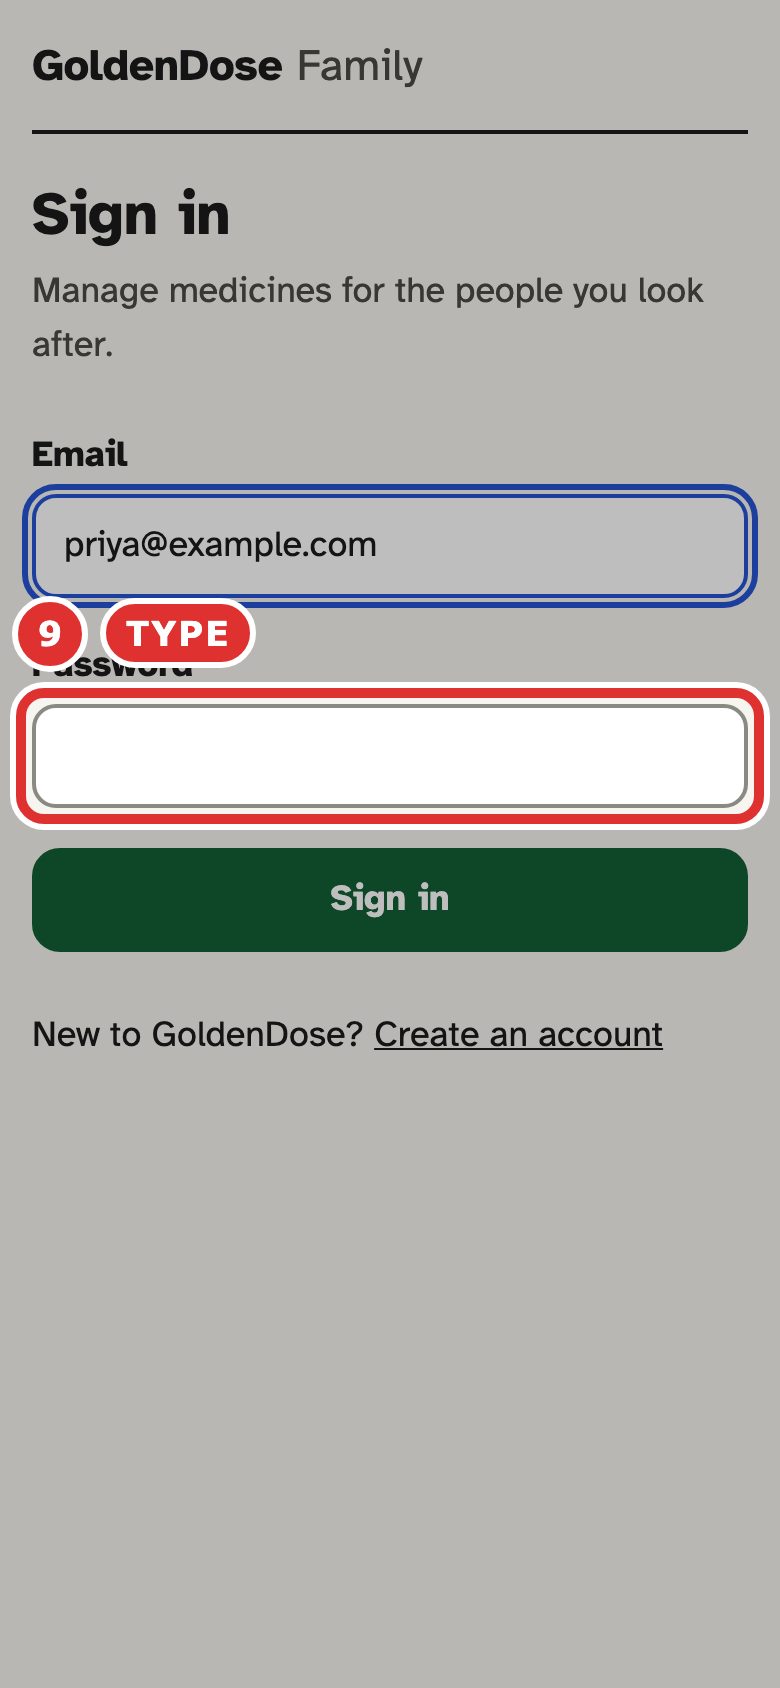 GoldenDose Family
Sign in
Manage medicines for the people you look
after.
Email
priya@example.com
9 TYPE
Password
Sign in
New to GoldenDose? Create an account